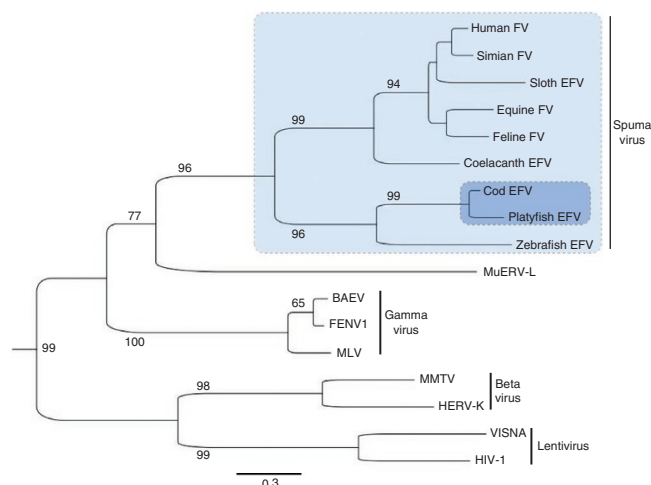 Human FV
Simian FV
Sloth EFV
94
Equine FV
Spuma
virus
99
Feline FV
Coelacanth EFV
96
99
Cod EFV
Platyfish EFV
77
96
Zebrafish EFV
MuERV-L
65
BAEV
Gamma
virus
FENV1
100
99
MLV
98
MMTV
Beta
virus
HERV-K
VISNA
99
Lentivirus
HIV-1
0.3